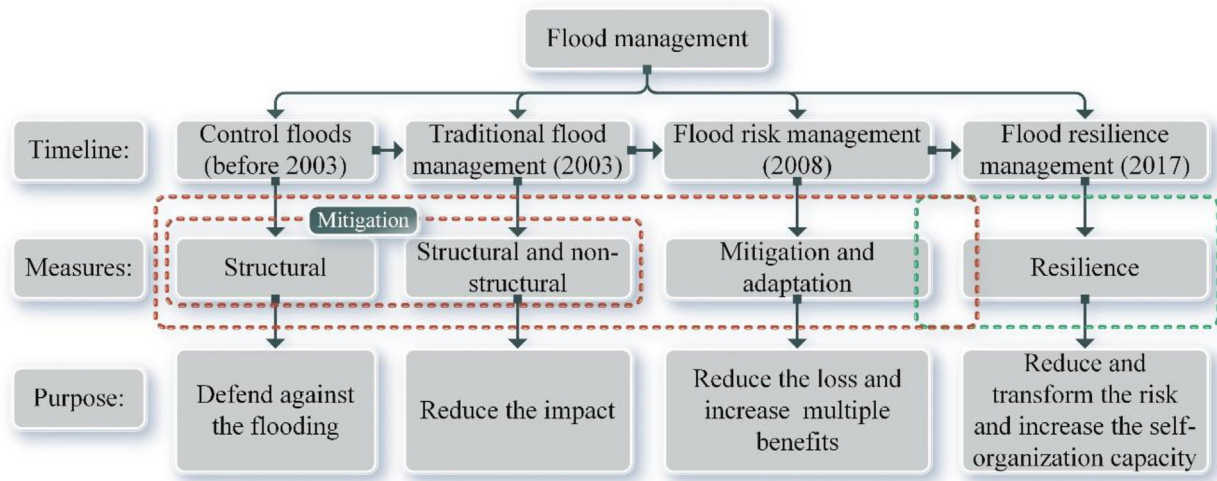 Flood management
Timeline:
Control floods
(before 2003)
Traditional flood
management (2003)
Flood risk management
(2008)
Flood resilience
management (2017)
Mitigation
Measures:
Structural
Structural and non-
structural
Mitigation and
adaptation
Resilience
Purpose:
Defend against
the flooding
Reduce the impact
Reduce the loss and
increase multiple
benefits
Reduce and
transform the risk
and increase the self-
organization capacity